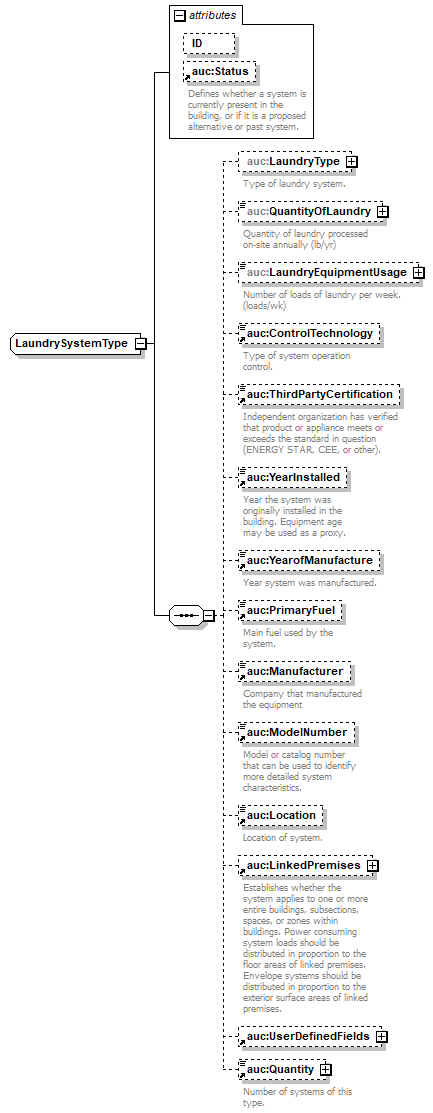 attributes
ID
auc:Status
Defines whether a system is
currently present in the
building, or if it is a proposed
alternative or past system.
LaundrySystemType
auc:LaundryType
Type of laundry system.
auc:QuantityOfLaundry
Quantity of laundry processed
on-site annually (lb/yr)
auc:LaundryEquipmentUsage
Number of loads of laundry per week.
(loads/wk)
auc:ControlTechnology
Type of system operation
control.
auc:ThirdPartyCertification
Independent organization has verified
that product or appliance meets or
exceeds the standard in question
(ENERGY STAR, CEE, or other).
auc:YearInstalled
Year the system was
originally installed in the
building. Equipment age
may be used as a proxy.
auc:YearofManufacture
Year system was manufactured.
auc:PrimaryFuel
Main fuel used by the
system.
auc:Manufacturer
Company that manufactured
the equipment
auc:ModelNumber
Model or catalog number
that can be used to identify
more detailed system
characteristics.
auc:Location
Location of system.
auc:LinkedPremises
Establishes whether the
system applies to one or more
entire buildings, subsections,
spaces, or zones within
buildings. Power consuming
system loads should be
distributed in proportion to the
floor areas of linked premises.
Envelope systems should be
distributed in proportion to the
exterior surface areas of linked
premises.
auc:UserDefinedFields
auc:Quantity
Number of systems of this
type.